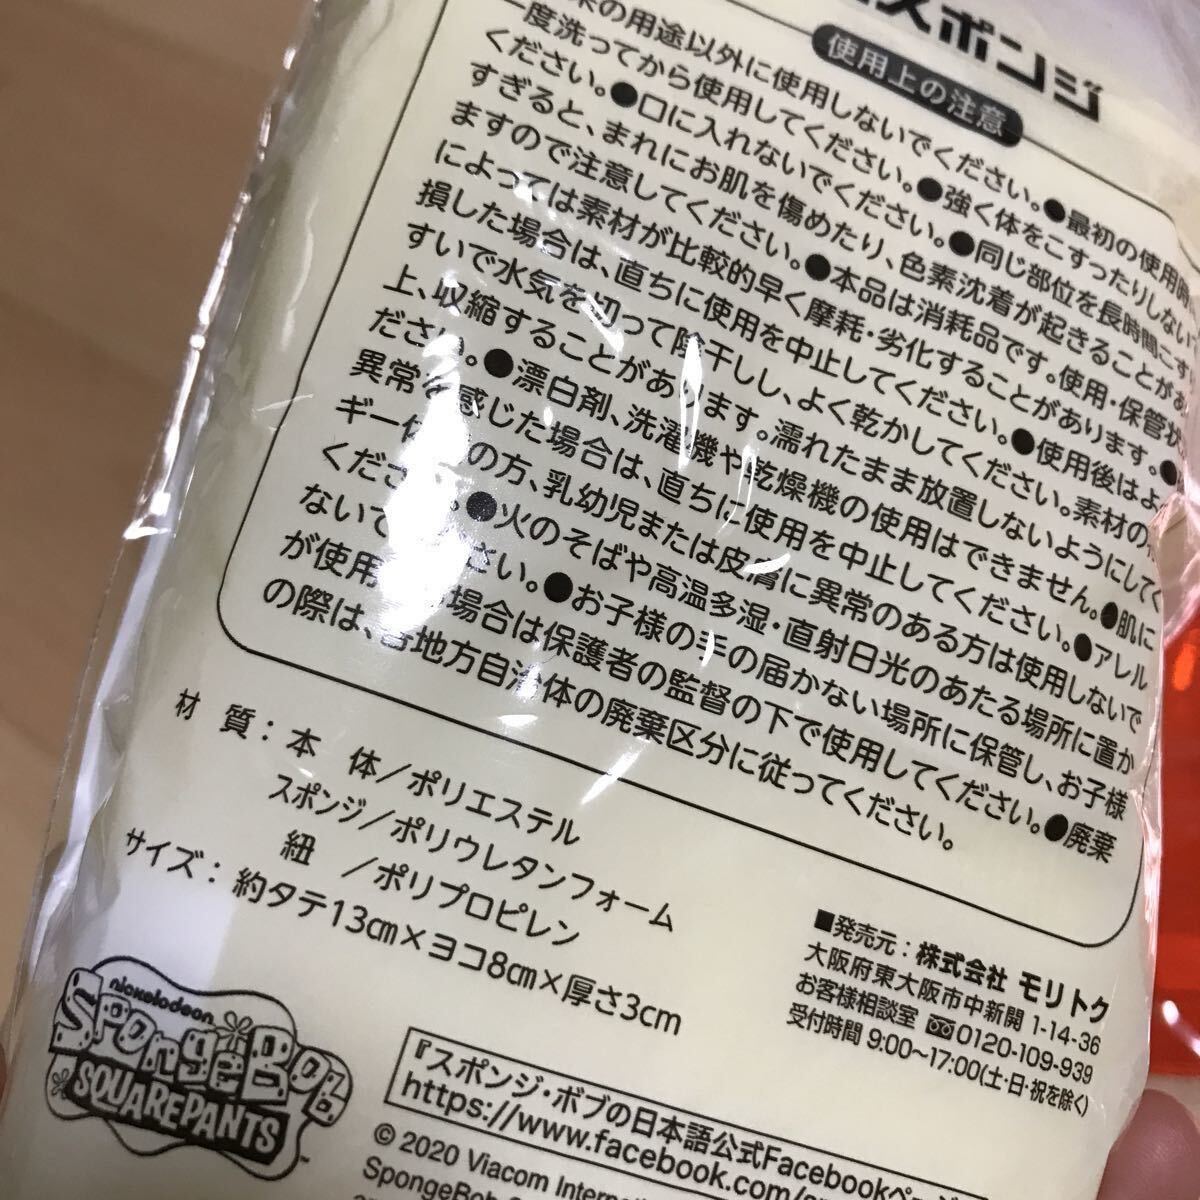 スポンジ
使用上の注意
の用途以外に使用しないでください。●最初の使用時
一度洗ってから使用してください。●強く体をこすったりしない
ください。●口に入れないでください。●同じ部位を長時間こす
すぎると、まれにお肌を傷めたり、色素沈着が起きることがあ
ますので注意してください。●本品は消耗品です。使用・保管状
によっては素材が比較的早く摩耗・劣化することがあります。●
損した場合は、直ちに使用を中止してください。●使用後はよ
すいで水気を切って陰干しし、よく乾かしてください。素材の
上、収縮することがあります。濡れたまま放置しないようにしてく
ださい。●漂白剤、洗濯機や乾燥機の使用はできません。●肌に
異常を感じた場合は、直ちに使用を中止してください。●アレル
ギー体の方、乳幼児または皮膚に異常のある方は使用しないで
ください。●火のそばや高温多湿・直射日光のあたる場所に置か
ないでください。●お子様の手の届かない場所に保管し、お子様
が使用場合は保護者の監督の下で使用してください。●廃棄
の際は、各地方自治体の廃棄区分に従ってください。
材 質：本 体／ポリエステル
スポンジ／ポリウレタンフォーム
紐 ／ポリプロピレン
サイズ：約タテ13㎝×ヨコ8㎝×厚さ3cm
■発売元：株式会社 モリトク
大阪府東大阪市中新開 1-14-36
お客様相談室 0120-109-939
受付時間 9:00〜17:00(土・日・祝を除く)
nickelodeon
SPongeBoB
SQUAREPANTS
™
『スポンジ・ボブの日本語公式Facebookページ
https://www.facebook.com/
© 2020 Viacom Internati
SpongeBob